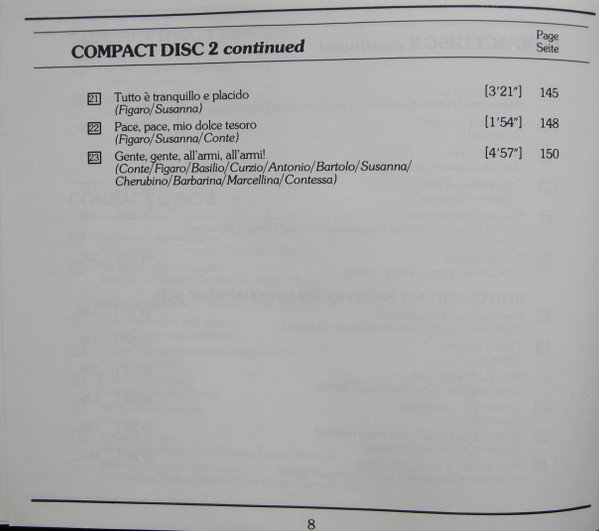 COMPACT DISC 2 continued
Page
Seite
21 Tutto è tranquillo e placido [3'21"] 145
(Figaro/Susanna)
22 Pace, pace, mio dolce tesoro [1'54"] 148
(Figaro/Susanna/Conte)
23 Gente, gente, all'armi, all'armi! [4'57"] 150
(Conte/Figaro/Basilio/Curzio/Antonio/Bartolo/Susanna/
Cherubino/Barbarina/Marcellina/Contessa)
8